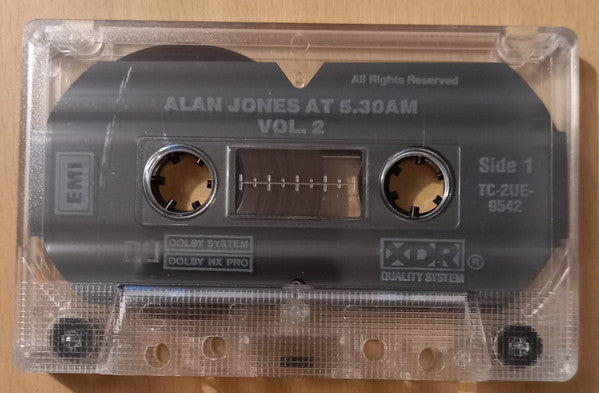 All Rights Reserved
ALAN JONES AT 5.30AM
VOL. 2
EMI
Side 1
TC-2UE-
9542
DOLBY SYSTEM
DOLBY HX PRO
XDR ®
QUALITY SYSTEM